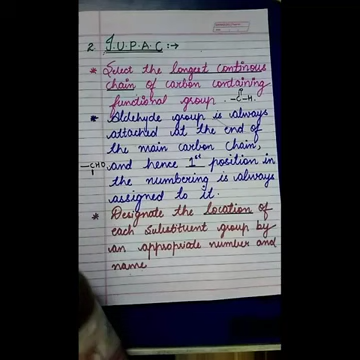 2. I.U.P.A.C :→
* Select the longest continous
chain of carbon containing
functional group. -C-H.
O
* Aldehyde group is always
attached at the end of
the main carbon chain,
-CHO and hence 1st position in
1
the numbering is always
assigned to it.
* Designate the location of
each substituent group by
an appropriate number and
name